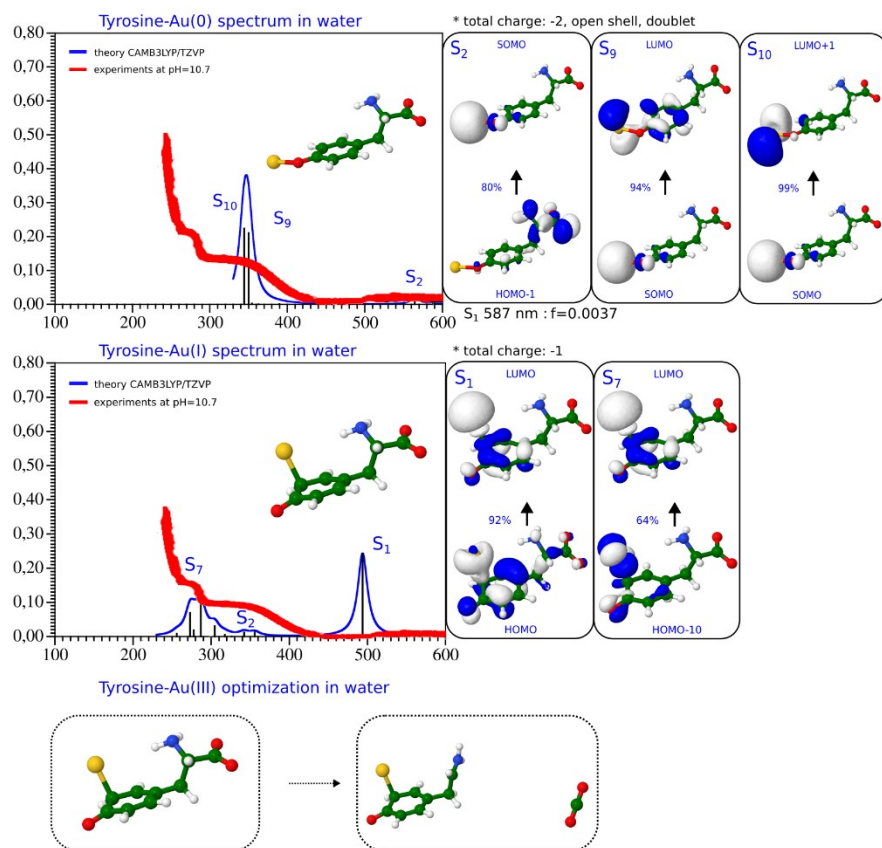 Tyrosine-Au(0) spectrum in water
* total charge: -2, open shell, doublet
0,80
0,70
0,60
0,50
0,40
0,30
0,20
0,10
0,00
theory CAMB3LYP/TZVP
experiments at pH=10.7
S10
S9
S2
100 200 300 400 500 600
S2
SOMO
80%
HOMO-1
S9
LUMO
94%
SOMO
S10
LUMO+1
99%
SOMO
S1 587 nm : f=0.0037
Tyrosine-Au(I) spectrum in water
* total charge: -1
0,80
0,70
0,60
0,50
0,40
0,30
0,20
0,10
0,00
theory CAMB3LYP/TZVP
experiments at pH=10.7
S7
S2
S1
100 200 300 400 500 600
S1
LUMO
92%
HOMO
S7
LUMO
64%
HOMO-10
Tyrosine-Au(III) optimization in water